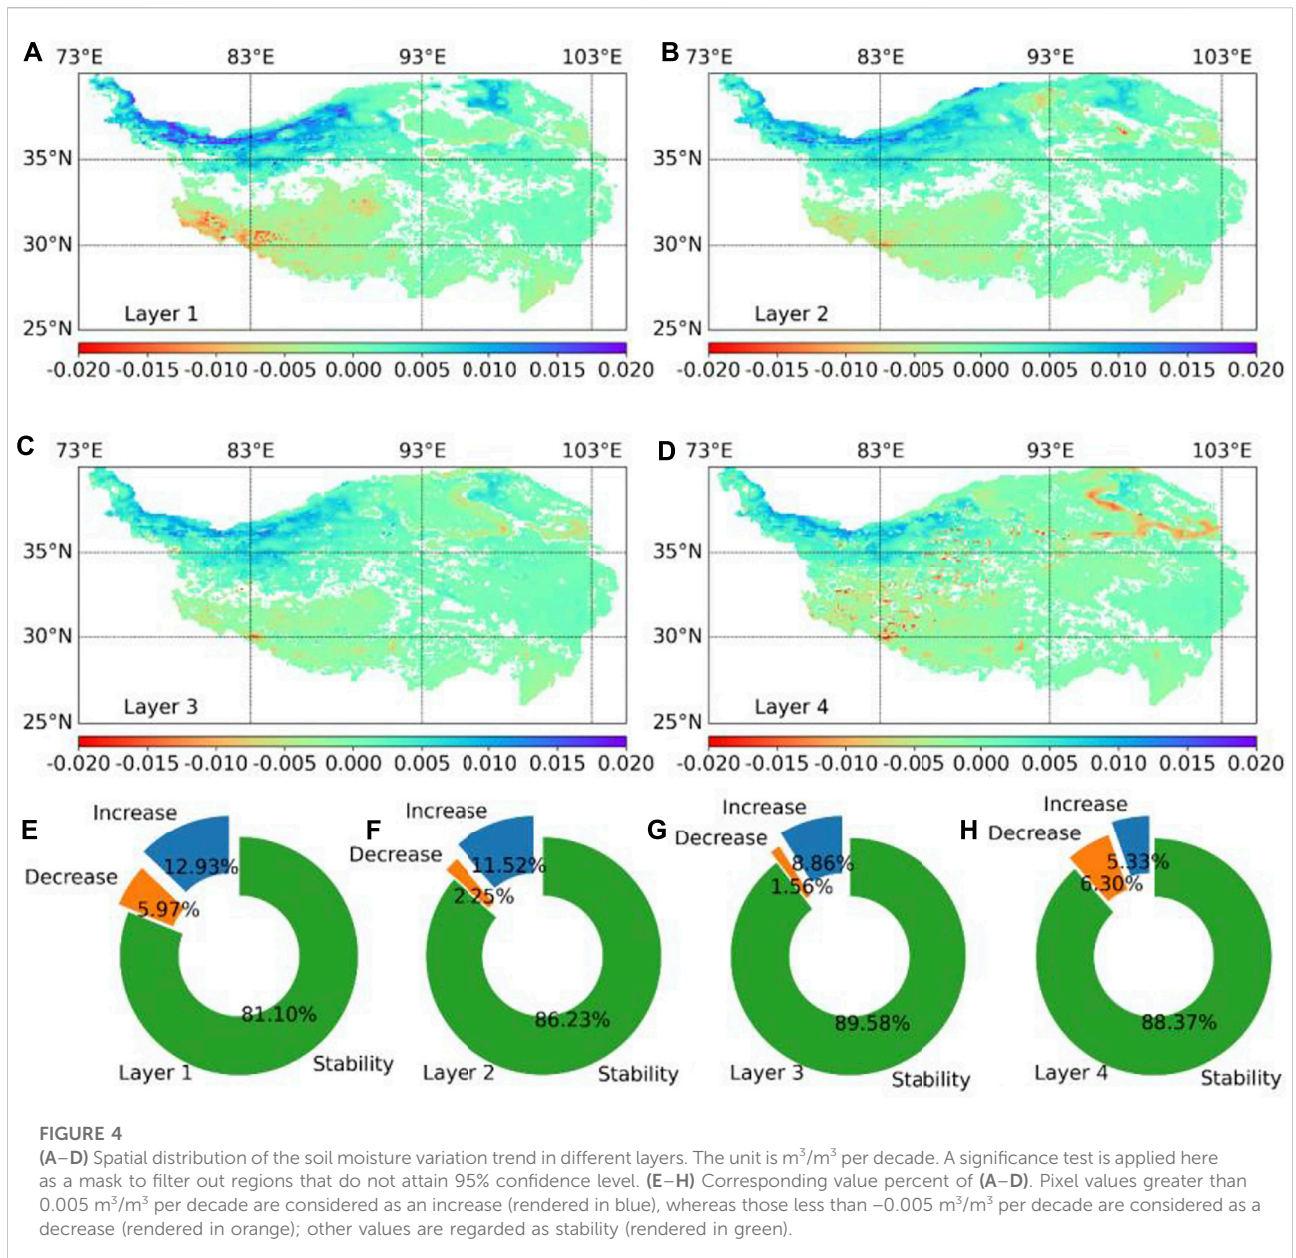 A
73°E 83°E 93°E 103°E
35°N
30°N
25°N
Layer 1
-0.020 -0.015 -0.010 -0.005 0.000 0.005 0.010 0.015 0.020
B
73°E 83°E 93°E 103°E
35°N
30°N
25°N
Layer 2
-0.020 -0.015 -0.010 -0.005 0.000 0.005 0.010 0.015 0.020
C
73°E 83°E 93°E 103°E
35°N
30°N
25°N
Layer 3
-0.020 -0.015 -0.010 -0.005 0.000 0.005 0.010 0.015 0.020
D
73°E 83°E 93°E 103°E
35°N
30°N
25°N
Layer 4
-0.020 -0.015 -0.010 -0.005 0.000 0.005 0.010 0.015 0.020
E
Increase
12.93%
Decrease
5.97%
81.10%
Layer 1
Stability
F
Increase
Decrease
11.52%
2.25%
86.23%
Layer 2
Stability
G
Increase
Decrease
8.86%
1.56%
89.58%
Layer 3
Stability
H
Increase
Decrease
5.33%
6.30%
88.37%
Layer 4
Stability
FIGURE 4
(A–D) Spatial distribution of the soil moisture variation trend in different layers. The unit is m³/m³ per decade. A significance test is applied here
as a mask to filter out regions that do not attain 95% confidence level. (E–H) Corresponding value percent of (A–D). Pixel values greater than
0.005 m³/m³ per decade are considered as an increase (rendered in blue), whereas those less than −0.005 m³/m³ per decade are considered as a
decrease (rendered in orange); other values are regarded as stability (rendered in green).